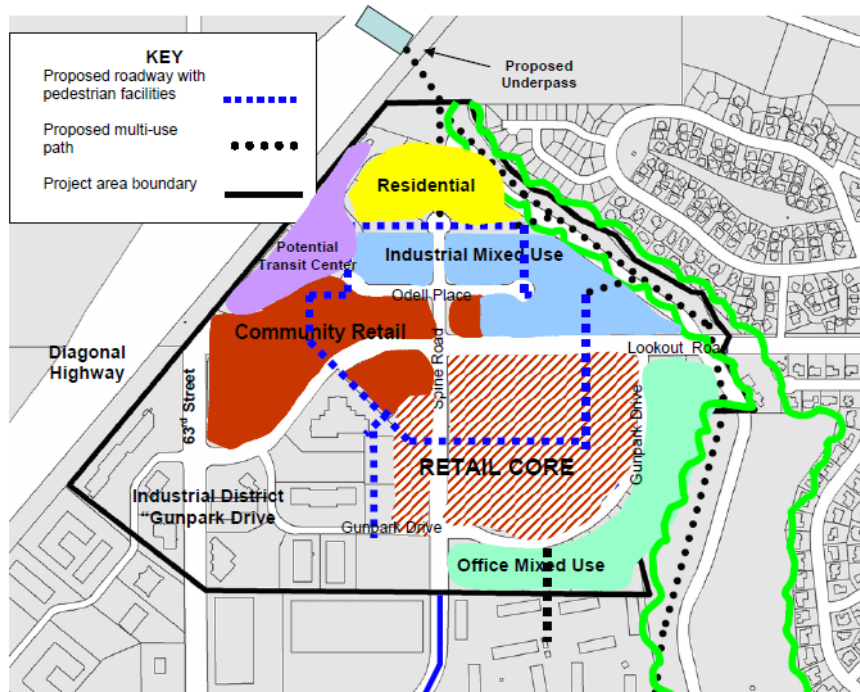 KEY
Proposed roadway with
pedestrian facilities
Proposed multi-use
path
Project area boundary
Proposed
Underpass
Residential
Potential
Transit Center
Industrial Mixed Use
Odell Place
Community Retail
Diagonal
Highway
Lookout Roa
Spine Road
63rd Street
Gunpark Drive
RETAIL CORE
Industrial District
“Gunpark Drive
Gunpark Drive
Office Mixed Use